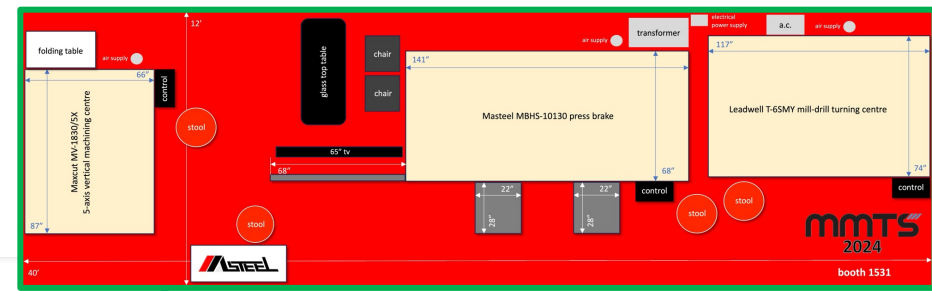 12'
folding table
air supply
66"
control
Maxcut MV-1830/5X
5-axis vertical machining centre
87"
stool
stool
glass top table
chair
chair
65" tv
68"
air supply
transformer
electrical
power supply
a.c.
air supply
141"
Masteel MBHS-10130 press brake
68"
22"
28"
22"
28"
control
117"
Leadwell T-6SMY mill-drill turning centre
74"
control
stool
stool
MMTS
2024
MASTEEL
40'
booth 1531